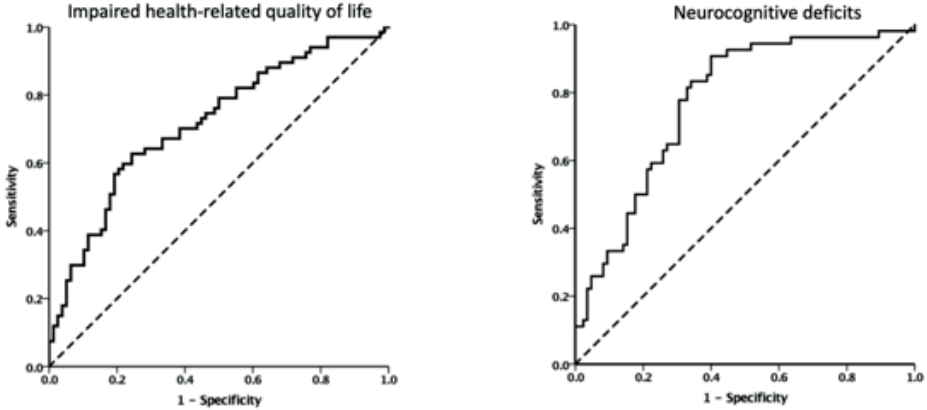 Impaired health-related quality of life
1.0
0.8
0.6
0.4
0.2
0.0
Sensitivity
0.0 0.2 0.4 0.6 0.8 1.0
1 – Specificity
Neurocognitive deficits
1.0
0.8
0.6
0.4
0.2
0.0
Sensitivity
0.0 0.2 0.4 0.6 0.8 1.0
1 – Specificity